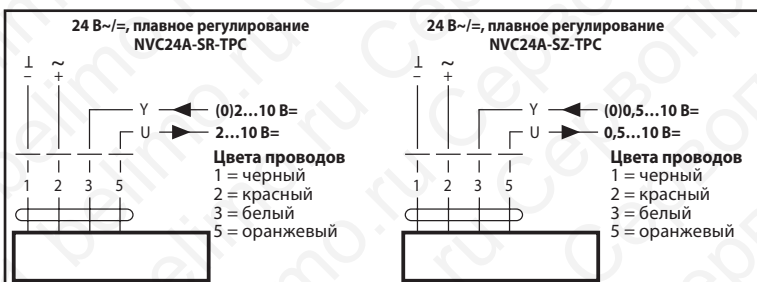 24 В~/=, плавное регулирование
NVC24A-SR-TPC
⊥ ~
– +
Y (0)2...10 В=
U 2...10 В=
Цвета проводов
1 = черный
2 = красный
3 = белый
5 = оранжевый
1 2 3 5
24 В~/=, плавное регулирование
NVC24A-SZ-TPC
⊥ ~
– +
Y (0)0,5...10 В=
U 0,5...10 В=
Цвета проводов
1 = черный
2 = красный
3 = белый
5 = оранжевый
1 2 3 5
belimo.ru